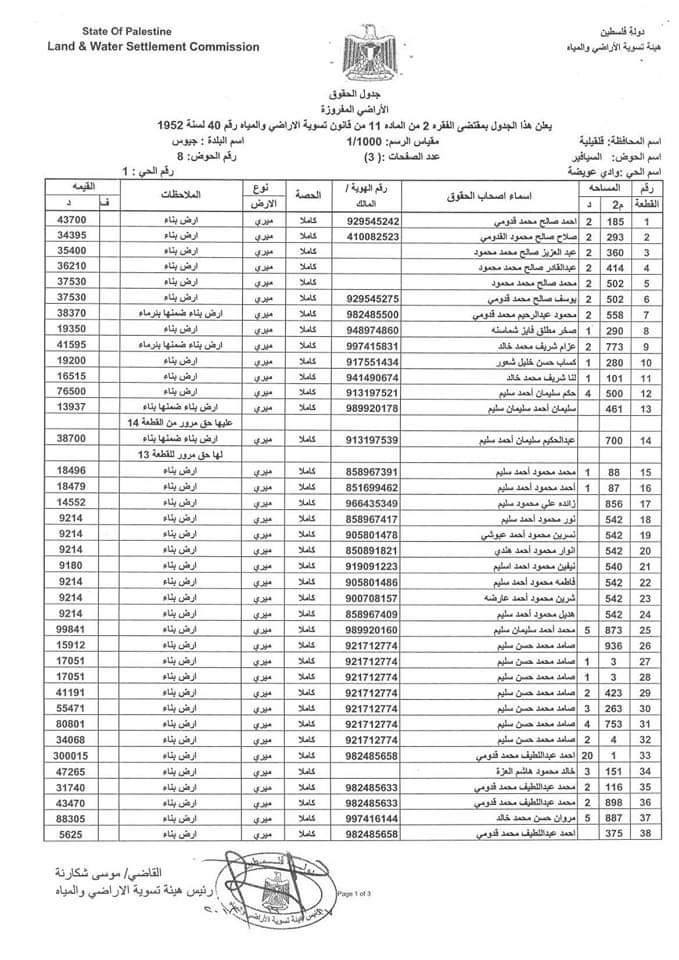 State Of Palestine
Land & Water Settlement Commission
دولة فلسطين
هيئة تسوية الأراضي والمياه
جدول الحقوق
الأراضي المفروزة
يعلن هذا الجدول بمقتضى الفقره 2 من الماده 11 من قانون تسوية الاراضي والمياه رقم 40 لسنة 1952
اسم المحافظة: قلقيلية مقياس الرسم: 1/1000 اسم البلدة : جيوس
اسم الحوض: السيافير عدد الصفحات : (3) رقم الحوض: 8
اسم الحي :وادي عويضة رقم الحي : 1
رقم القطعة المساحه م2 د اسماء اصحاب الحقوق رقم الهوية / المالك الحصة نوع الارض الملاحظات القيمه ف د
1 185 2 احمد صالح محمد قدومي 929545242 كاملا ميري ارض بناء 43700
2 293 2 صلاح صالح محمود القدومي 410082523 كاملا ميري ارض بناء 34395
3 360 2 عبد العزيز صالح محمد محمود كاملا ميري ارض بناء 35400
4 414 2 عبدالقادر صالح محمد محمود كاملا ميري ارض بناء 36210
5 502 2 محمد صالح محمد محمود كاملا ميري ارض بناء 37530
6 502 2 يوسف صالح محمد قدومي 929545275 كاملا ميري ارض بناء 37530
7 558 2 محمود عبدالرحيم محمد قدومي 982485500 كاملا ميري ارض بناء ضمنها بئرماء 38370
8 290 1 صخر مطلق فايز شماسنه 948974860 كاملا ميري ارض بناء 19350
9 773 2 عزام شريف محمد خالد 997415831 كاملا ميري ارض بناء ضمنها بئرماء 41595
10 280 1 كساب حسن خليل شعور 917551434 كاملا ميري ارض بناء 19200
11 101 1 لنا شريف محمد خالد 941490674 كاملا ميري ارض بناء 16515
12 500 4 حكم سليمان أحمد سليم 913197521 كاملا ميري ارض بناء 76500
13 461 سليمان أحمد سليمان سليم 989920178 كاملا ميري ارض بناء ضمنها بناء 13937
عليها حق مرور من القطعة 14
14 700 عبدالحكيم سليمان أحمد سليم 913197539 كاملا ميري ارض بناء ضمنها بناء 38700
لها حق مرور للقطعة 13
15 88 1 محمد محمود أحمد سليم 858967391 كاملا ميري ارض بناء 18496
16 87 1 أحمد محمود أحمد سليم 851699462 كاملا ميري ارض بناء 18479
17 856 زائده علي محمود سليم 966435349 كاملا ميري ارض بناء 14552
18 542 نور محمود أحمد سليم 858967417 كاملا ميري ارض بناء 9214
19 542 نسرين محمود أحمد عيوشي 905801478 كاملا ميري ارض بناء 9214
20 542 انوار محمود أحمد هندي 850891821 كاملا ميري ارض بناء 9214
21 540 نيفين محمود احمد اسليم 919091223 كاملا ميري ارض بناء 9180
22 542 فاطمه محمود أحمد سليم 905801486 كاملا ميري ارض بناء 9214
23 542 شرين محمود أحمد عارضه 900708157 كاملا ميري ارض بناء 9214
24 542 هديل محمود أحمد سليم 858967409 كاملا ميري ارض بناء 9214
25 873 5 محمد أحمد سليمان سليم 989920160 كاملا ميري ارض بناء 99841
26 936 صامد محمد حسن سليم 921712774 كاملا ميري ارض بناء 15912
27 3 1 صامد محمد حسن سليم 921712774 كاملا ميري ارض بناء 17051
28 3 1 صامد محمد حسن سليم 921712774 كاملا ميري ارض بناء 17051
29 423 2 صامد محمد حسن سليم 921712774 كاملا ميري ارض بناء 41191
30 263 3 صامد محمد حسن سليم 921712774 كاملا ميري ارض بناء 55471
31 753 4 صامد محمد حسن سليم 921712774 كاملا ميري ارض بناء 80801
32 4 2 صامد محمد حسن سليم 921712774 كاملا ميري ارض بناء 34068
33 1 20 احمد عبداللطيف محمد قدومي 982485658 كاملا ميري ارض بناء 300015
34 151 3 خالد محمود هاشم العزة كاملا ميري ارض بناء 47265
35 116 2 محمد عبداللطيف محمد قدومي 982485633 كاملا ميري ارض بناء 31740
36 898 2 محمد عبداللطيف محمد قدومي 982485633 كاملا ميري ارض بناء 43470
37 887 5 مروان حسن محمد خالد 997416144 كاملا ميري ارض بناء 88305
38 375 احمد عبداللطيف محمد قدومي 982485658 كاملا ميري ارض بناء 5625
القاضي/ موسى شكارنة
رئيس هيئة تسوية الاراضي والمياه
دولة فلسطين
رئيس هيئة تسوية الأراضي
Page 1 of 3